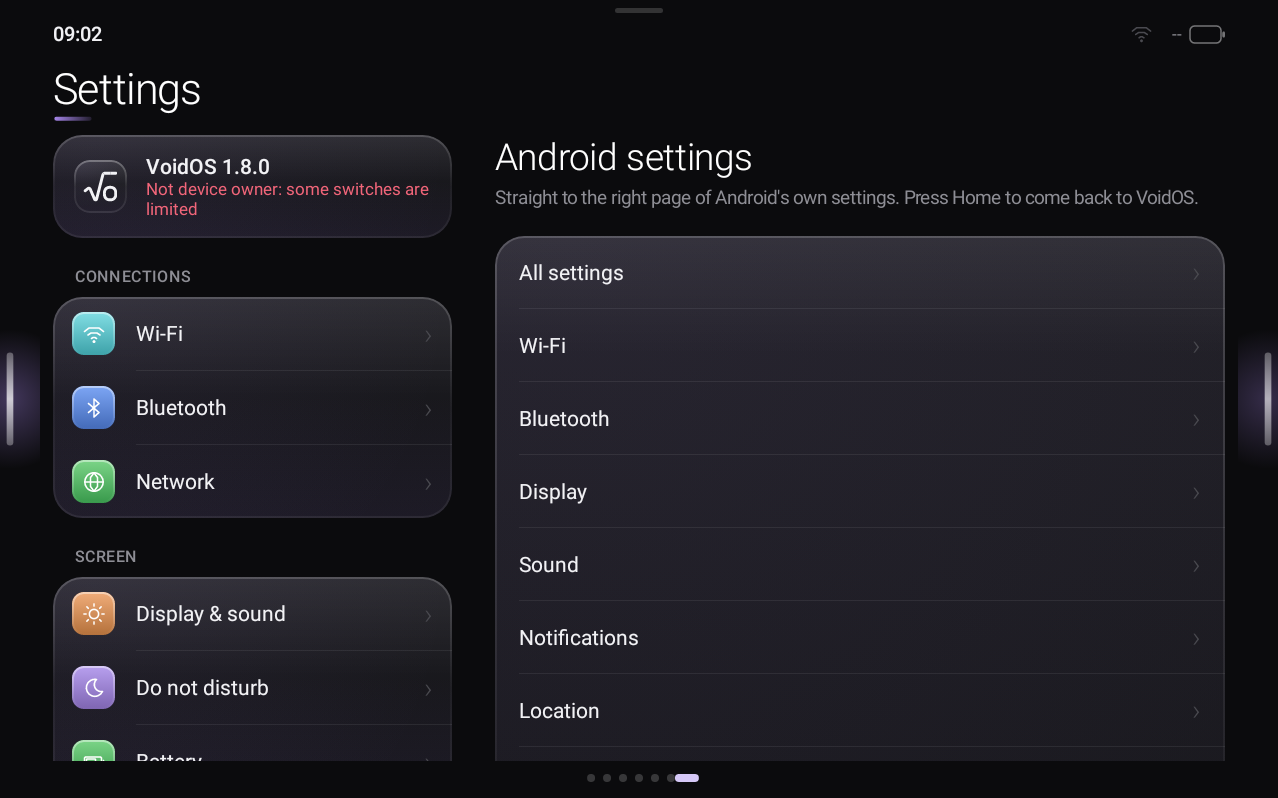 09:02
--
Settings
VoidOS 1.8.0
Not device owner: some switches are
limited
CONNECTIONS
Wi-Fi
Bluetooth
Network
SCREEN
Display & sound
Do not disturb
Battery
Android settings
Straight to the right page of Android's own settings. Press Home to come back to VoidOS.
All settings
Wi-Fi
Bluetooth
Display
Sound
Notifications
Location